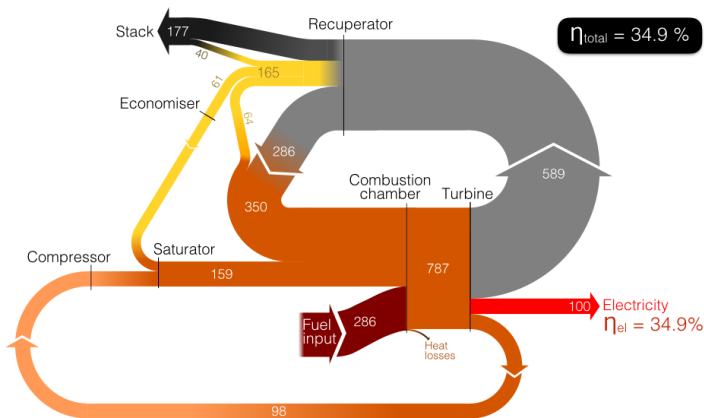 Recuperator
ηtotal = 34.9 %
Stack
177
40
165
61
Economiser
64
286
589
Combustion
chamber
Turbine
350
Compressor
Saturator
159
787
Fuel
input
286
100
Electricity
ηel = 34.9%
Heat
losses
98